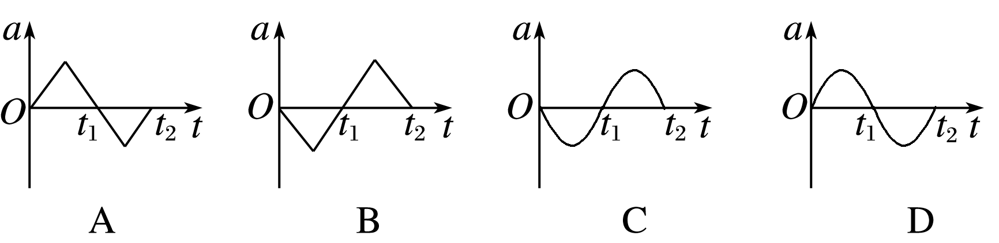 a a a a
O O O O
t₁ t₂ t t₁ t₂ t t₁ t₂ t t₁ t₂ t
A B C D